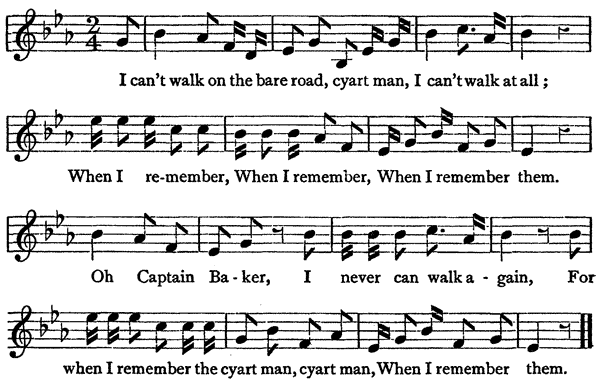 2
4
I can't walk on the bare road, cyart man, I can't walk at all;
When I re-member, When I remember, When I remember them.
Oh Captain Ba-ker, I never can walk a-gain, For
when I remember the cyart man, cyart man, When I remember them.